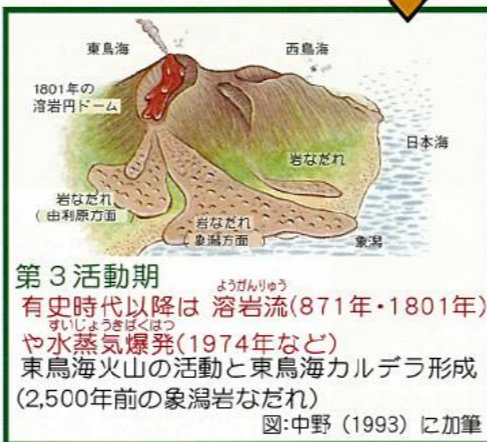 東鳥海
西鳥海
1801年の
溶岩円ドーム
日本海
岩なだれ
岩なだれ
(由利原方面)
岩なだれ
(象潟方面)
象潟
第３活動期
ようがんりゅう
有史時代以降は 溶岩流(871年・1801年)
すいじょうきばくはつ
や水蒸気爆発(1974年など)
東鳥海火山の活動と東鳥海カルデラ形成
(2,500年前の象潟岩なだれ)
図:中野（1993）に加筆